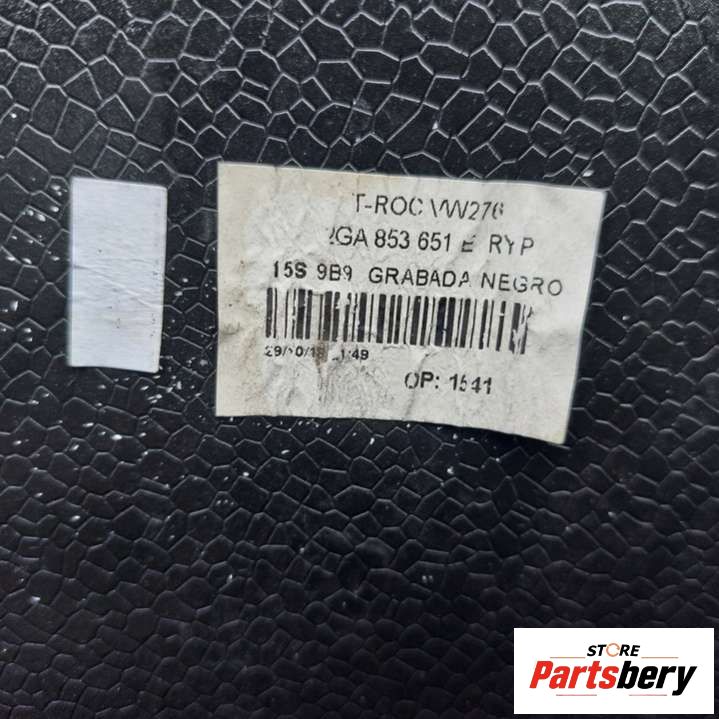 T-ROC VW276
2GA 853 651 E RYP
15S 9B9 GRABADA NEGRO
OP: 1541
STORE
Partsbery